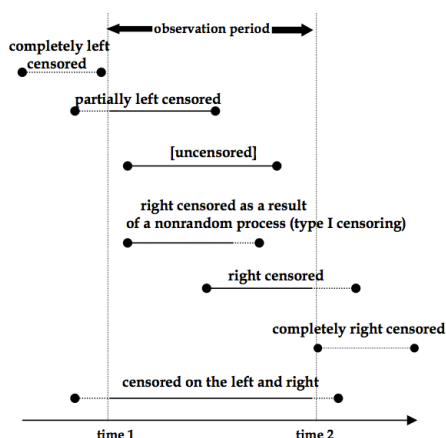 observation period
completely left
censored
partially left censored
[uncensored]
right censored as a result
of a nonrandom process (type I censoring)
right censored
completely right censored
censored on the left and right
time 1
time 2